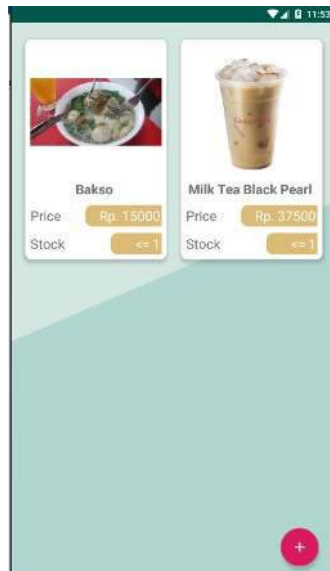 11:53
Bakso
Price Rp. 15000
Stock <= 1
Milk Tea Black Pearl
Price Rp. 37500
Stock <= 1
+